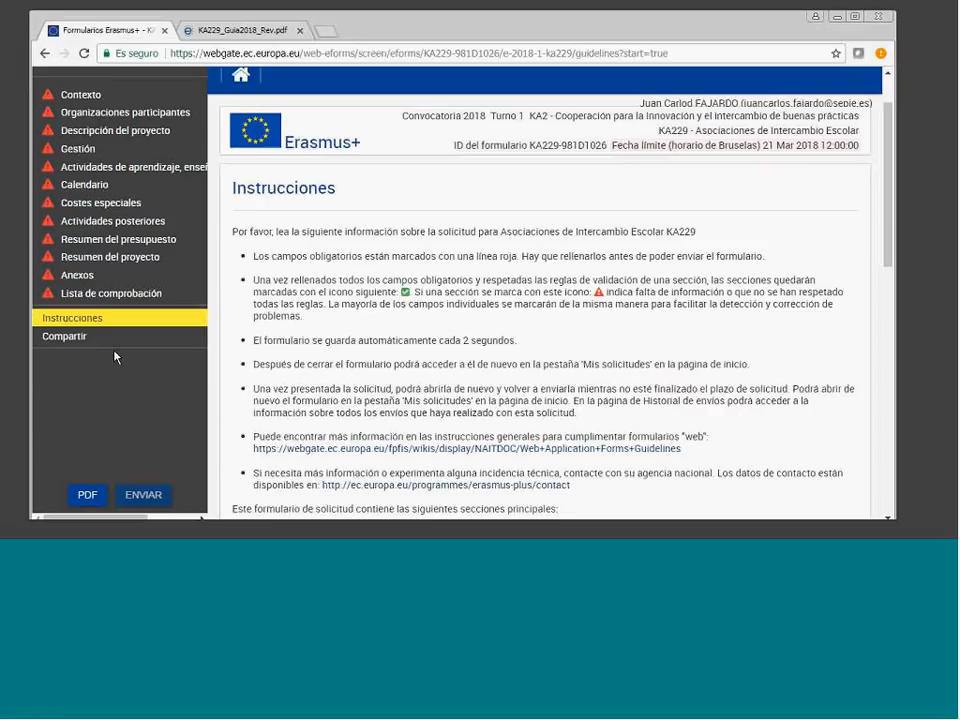 Formularios Erasmus+ - KA
KA229_Guia2018_Rev.pdf
Es seguro
https://webgate.ec.europa.eu/web-eforms/screen/eforms/KA229-981D1026/e-2018-1-ka229/guidelines?start=true
Contexto
Organizaciones participantes
Descripción del proyecto
Gestión
Actividades de aprendizaje, enseñ
Calendario
Costes especiales
Actividades posteriores
Resumen del presupuesto
Resumen del proyecto
Anexos
Lista de comprobación
Instrucciones
Compartir
PDF
ENVIAR
Juan Carlod FAJARDO (juancarlos.fajardo@sepie.es)
Convocatoria 2018 Turno 1 KA2 - Cooperación para la Innovación y el intercambio de buenas prácticas
KA229 - Asociaciones de Intercambio Escolar
Erasmus+
ID del formulario KA229-981D1026 Fecha límite (horario de Bruselas) 21 Mar 2018 12:00:00
Instrucciones
Por favor, lea la siguiente información sobre la solicitud para Asociaciones de Intercambio Escolar KA229
Los campos obligatorios están marcados con una línea roja. Hay que rellenarlos antes de poder enviar el formulario.
Una vez rellenados todos los campos obligatorios y respetadas las reglas de validación de una sección, las secciones quedarán
marcadas con el icono siguiente: Si una sección se marca con este icono: indica falta de información o que no se han respetado
todas las reglas. La mayoría de los campos individuales se marcarán de la misma manera para facilitar la detección y corrección de
problemas.
El formulario se guarda automáticamente cada 2 segundos.
Después de cerrar el formulario podrá acceder a él de nuevo en la pestaña 'Mis solicitudes' en la página de inicio.
Una vez presentada la solicitud, podrá abrirla de nuevo y volver a enviarla mientras no esté finalizado el plazo de solicitud. Podrá abrir de
nuevo el formulario en la pestaña 'Mis solicitudes' en la página de inicio. En la página de Historial de envíos podrá acceder a la
información sobre todos los envíos que haya realizado con esta solicitud.
Puede encontrar más información en las instrucciones generales para cumplimentar formularios "web":
https://webgate.ec.europa.eu/fpfis/wikis/display/NAITDOC/Web+Application+Forms+Guidelines
Si necesita más información o experimenta alguna incidencia técnica, contacte con su agencia nacional. Los datos de contacto están
disponibles en: http://ec.europa.eu/programmes/erasmus-plus/contact
Este formulario de solicitud contiene las siguientes secciones principales: